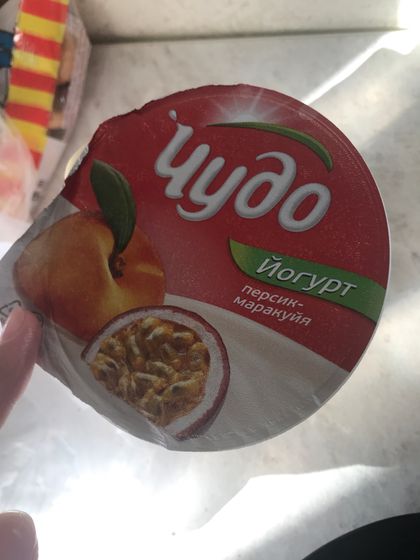 Чудо
йогурт
персик-
маракуйя